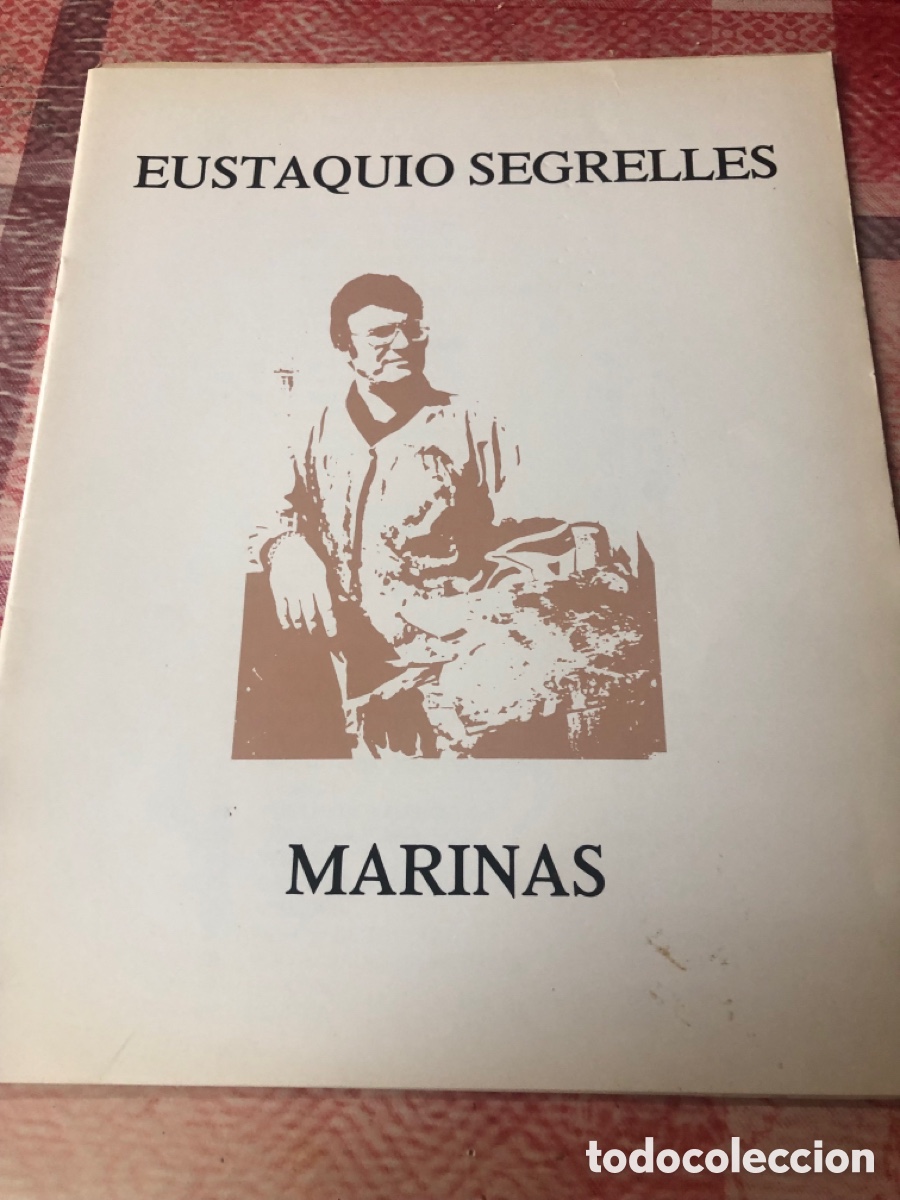 EUSTAQUIO SEGRELLES
MARINAS
todocoleccion